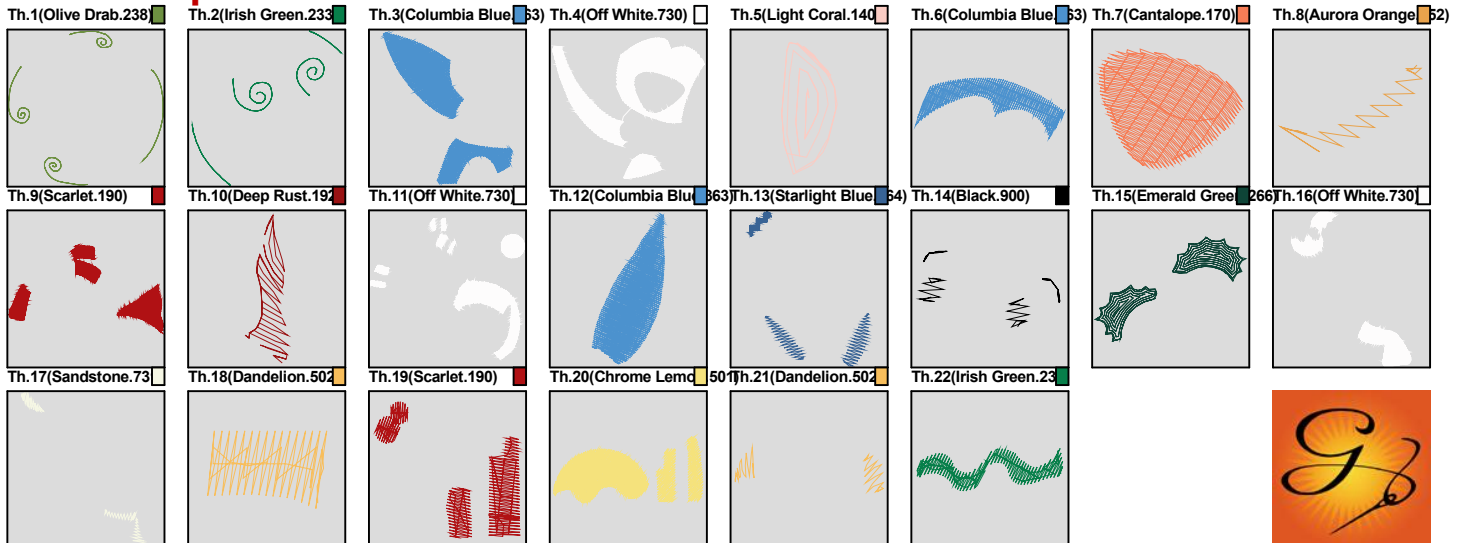 Th.1(Olive Drab.238) Th.2(Irish Green.233 Th.3(Columbia Blue. 63) Th.4(Off White.730) Th.5(Light Coral.140 Th.6(Columbia Blue. 63) Th.7(Cantalope.170) Th.8(Aurora Orange. 52)
Th.9(Scarlet.190) Th.10(Deep Rust.192 Th.11(Off White.730) Th.12(Columbia Blu 363) Th.13(Starlight Blue. 64) Th.14(Black.900) Th.15(Emerald Gree 266) Th.16(Off White.730)
Th.17(Sandstone.73 Th.18(Dandelion.502 Th.19(Scarlet.190) Th.20(Chrome Lemo 501) Th.21(Dandelion.502 Th.22(Irish Green.23